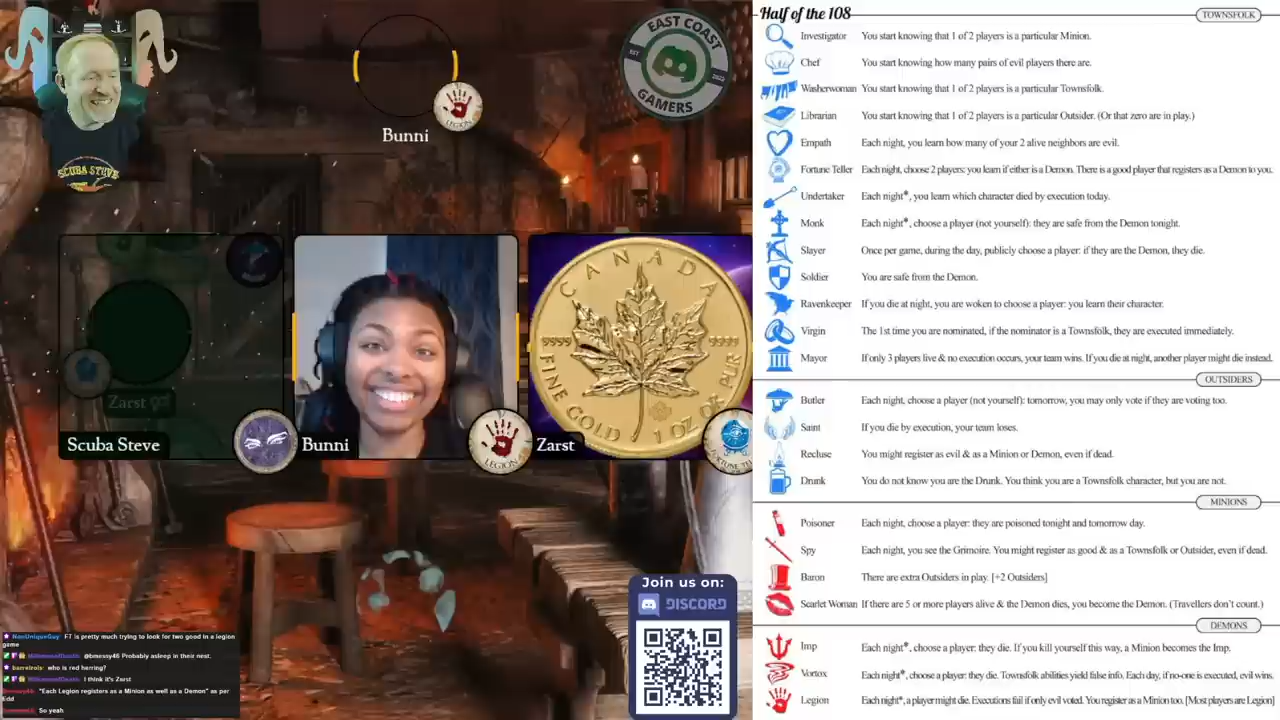 SCUBA STEVE
Bunni
LEGION
EAST COAST
EST
2022
GAMERS
Zarst
Scuba Steve
Bunni
LEGION
CANADA
9999
9999
FINE GOLD 1 OZ OR PUR
Zarst
Join us on:
DISCORD
NonUniqueGuy: FT is pretty much trying to look for two good in a legion
game
@bmessy46 Probably asleep in their nest.
barrelrols: who is red herring?
I think it's Zarst
"Each Legion registers as a Minion as well as a Demon" as per
Edd
So yeah
Half of the 108
TOWNSFOLK
Investigator You start knowing that 1 of 2 players is a particular Minion.
Chef You start knowing how many pairs of evil players there are.
Washerwoman You start knowing that 1 of 2 players is a particular Townsfolk.
Librarian You start knowing that 1 of 2 players is a particular Outsider. (Or that zero are in play.)
Empath Each night, you learn how many of your 2 alive neighbors are evil.
Fortune Teller Each night, choose 2 players: you learn if either is a Demon. There is a good player that registers as a Demon to you.
Undertaker Each night*, you learn which character died by execution today.
Monk Each night*, choose a player (not yourself): they are safe from the Demon tonight.
Slayer Once per game, during the day, publicly choose a player: if they are the Demon, they die.
Soldier You are safe from the Demon.
Ravenkeeper If you die at night, you are woken to choose a player: you learn their character.
Virgin The 1st time you are nominated, if the nominator is a Townsfolk, they are executed immediately.
Mayor If only 3 players live & no execution occurs, your team wins. If you die at night, another player might die instead.
OUTSIDERS
Butler Each night, choose a player (not yourself): tomorrow, you may only vote if they are voting too.
Saint If you die by execution, your team loses.
Recluse You might register as evil & as a Minion or Demon, even if dead.
Drunk You do not know you are the Drunk. You think you are a Townsfolk character, but you are not.
MINIONS
Poisoner Each night, choose a player: they are poisoned tonight and tomorrow day.
Spy Each night, you see the Grimoire. You might register as good & as a Townsfolk or Outsider, even if dead.
Baron There are extra Outsiders in play. [+2 Outsiders]
Scarlet Woman If there are 5 or more players alive & the Demon dies, you become the Demon. (Travellers don't count.)
DEMONS
Imp Each night*, choose a player: they die. If you kill yourself this way, a Minion becomes the Imp.
Vortox Each night*, choose a player: they die. Townsfolk abilities yield false info. Each day, if no-one is executed, evil wins.
Legion Each night*, a player might die. Executions fail if only evil voted. You register as a Minion too. [Most players are Legion]